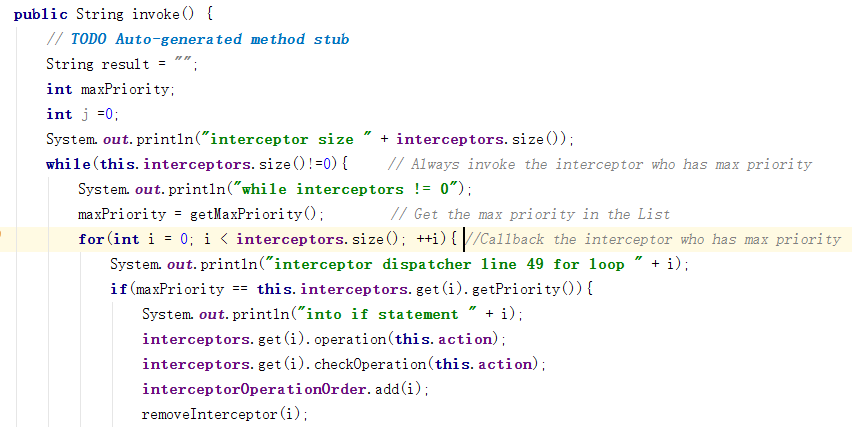 public String invoke() {
// TODO Auto-generated method stub
String result = "";
int maxPriority;
int j =0;
System.out.println("interceptor size " + interceptors.size());
while(this.interceptors.size()!=0){ // Always invoke the interceptor who has max priority
System.out.println("while interceptors != 0");
maxPriority = getMaxPriority(); // Get the max priority in the List
for(int i = 0; i < interceptors.size(); ++i){ //Callback the interceptor who has max priority
System.out.println("interceptor dispatcher line 49 for loop " + i);
if(maxPriority == this.interceptors.get(i).getPriority()){
System.out.println("into if statement " + i);
interceptors.get(i).operation(this.action);
interceptors.get(i).checkOperation(this.action);
interceptorOperationOrder.add(i);
removeInterceptor(i);